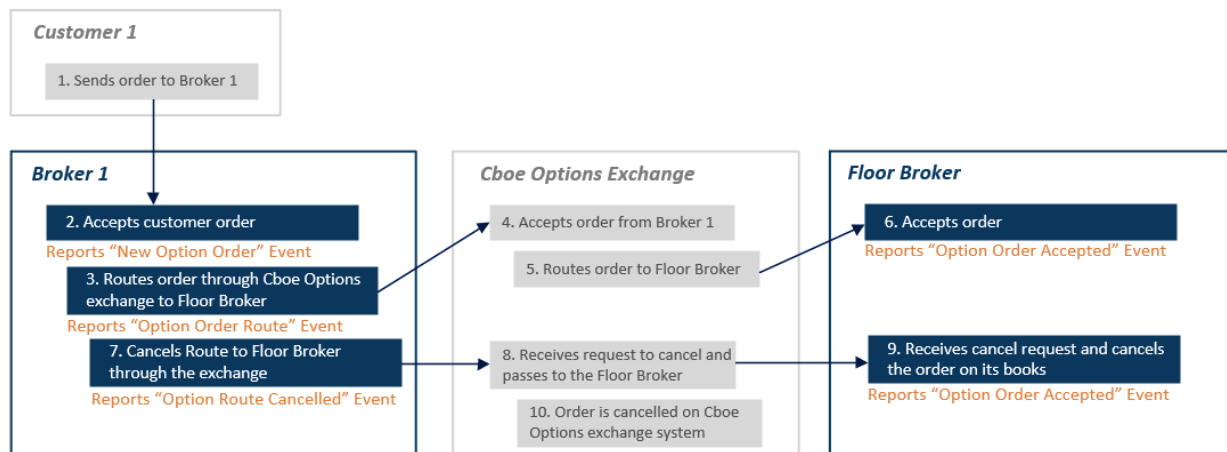 Customer 1
1. Sends order to Broker 1
Broker 1
2. Accepts customer order
Reports “New Option Order” Event
3. Routes order through Cboe Options
exchange to Floor Broker
Reports “Option Order Route” Event
7. Cancels Route to Floor Broker
through the exchange
Reports “Option Route Cancelled” Event
Cboe Options Exchange
4. Accepts order from Broker 1
5. Routes order to Floor Broker
8. Receives request to cancel and
passes to the Floor Broker
10. Order is cancelled on Cboe
Options exchange system
Floor Broker
6. Accepts order
Reports “Option Order Accepted” Event
9. Receives cancel request and cancels
the order on its books
Reports “Option Order Accepted” Event